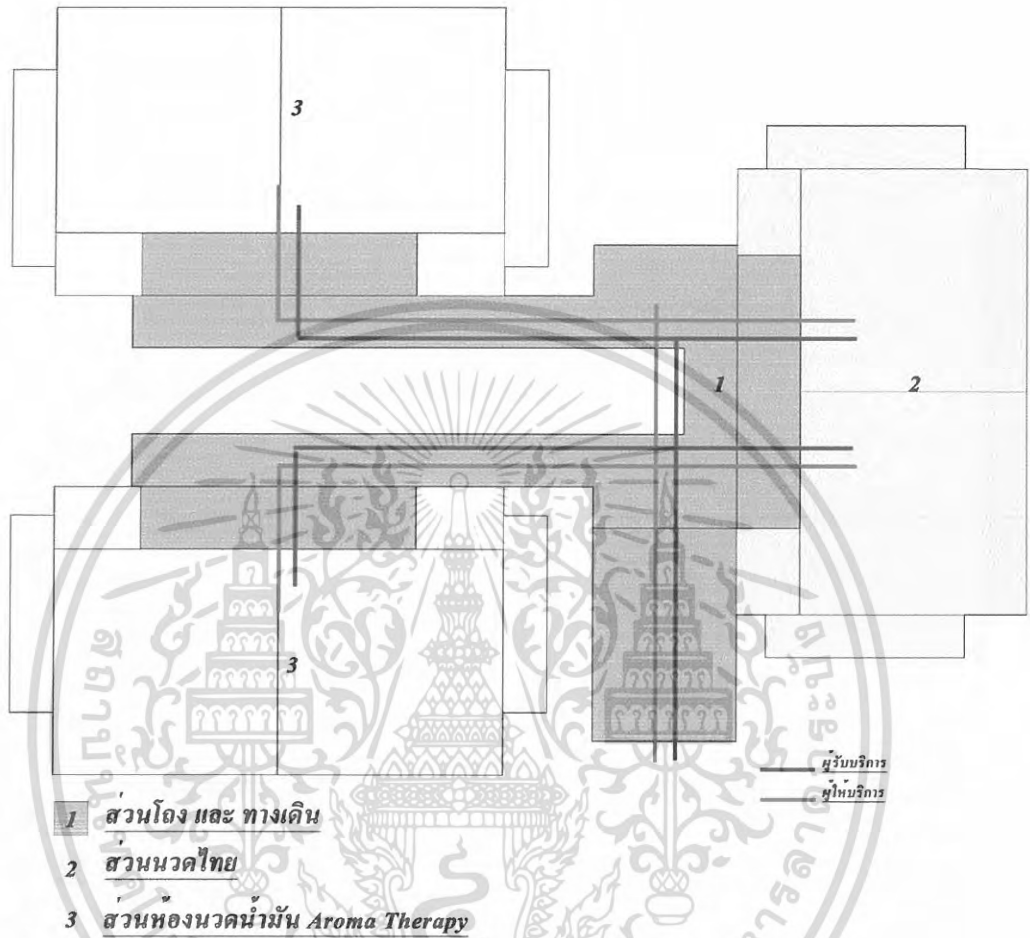 3
1
2
3
ผู้รับบริการ
ผู้ให้บริการ
1 ส่วนโถง และ ทางเดิน
2 ส่วนนวดไทย
3 ส่วนห้องนวดน้ำมัน Aroma Therapy